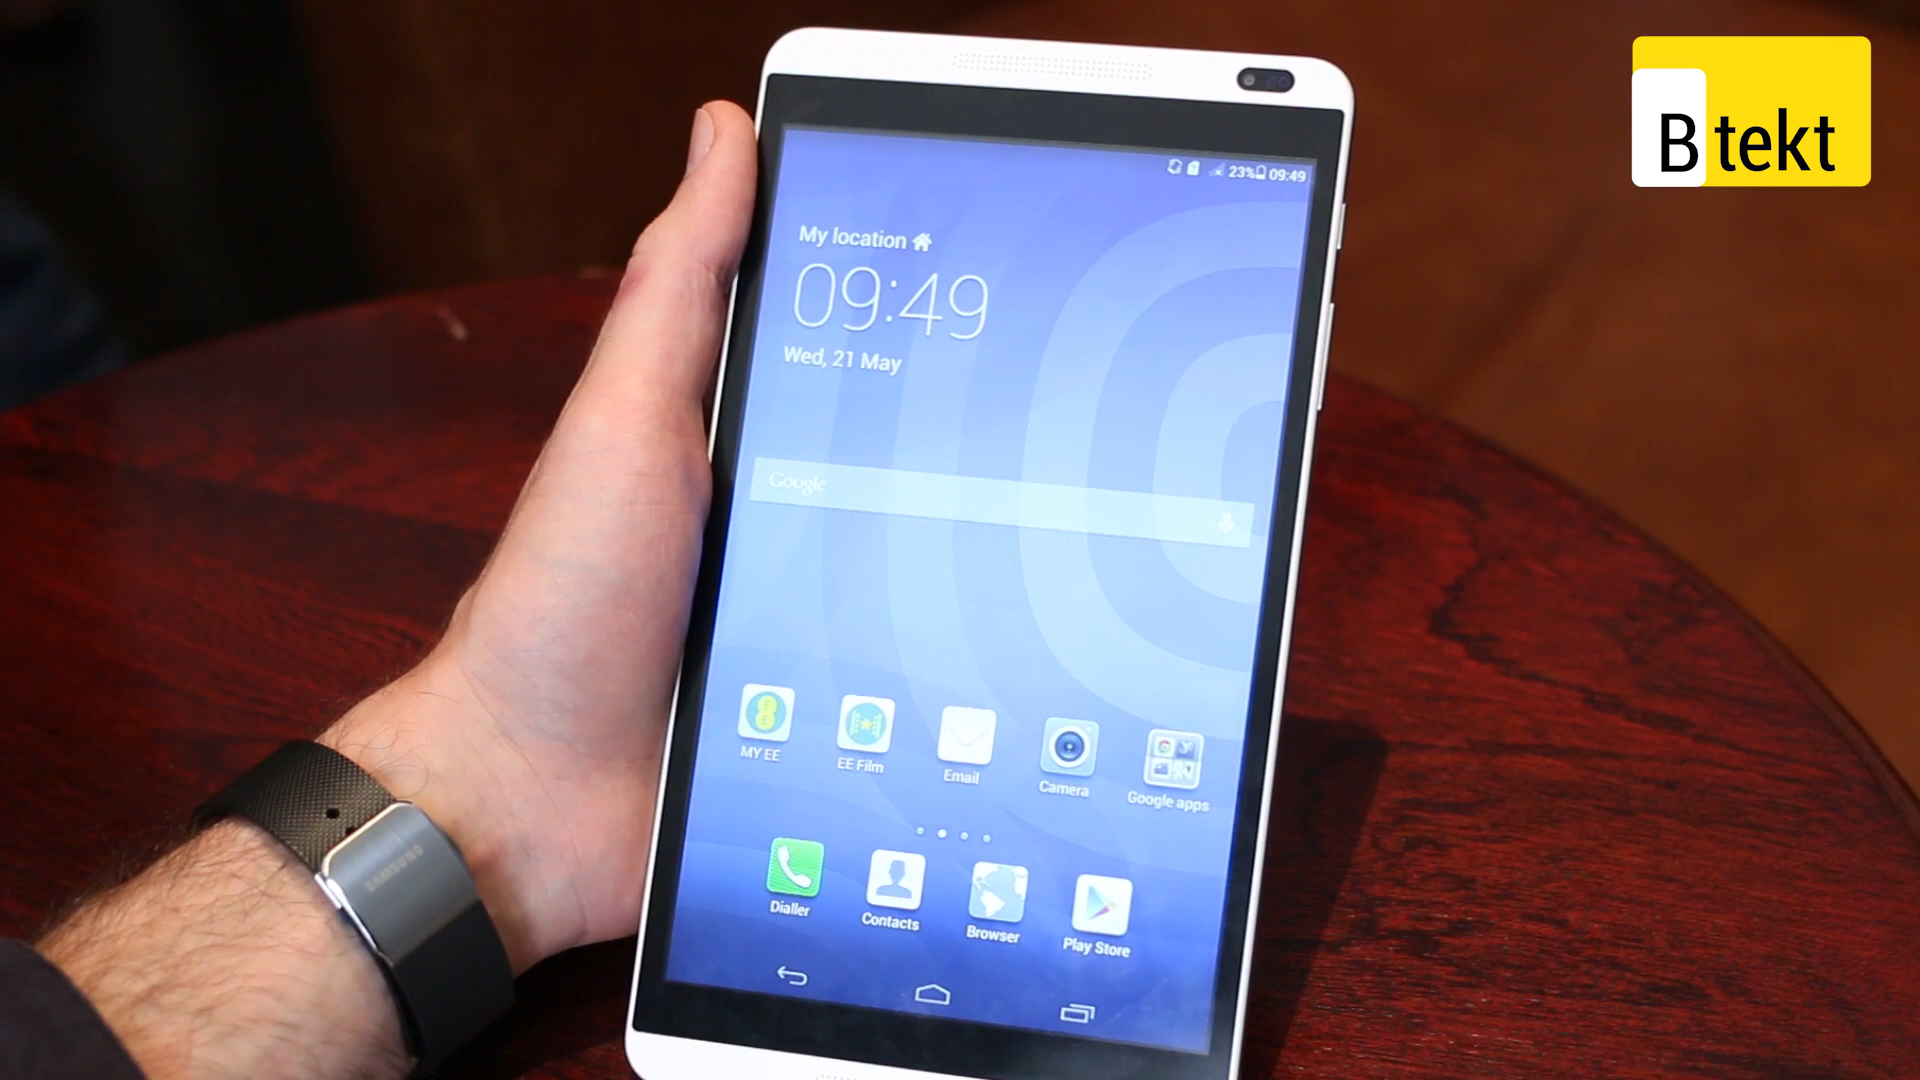 B tekt
23% 09:49
My location
09:49
Wed, 21 May
Google
MY EE
EE Film
Email
Camera
Google apps
Dialler
Contacts
Browser
Play Store
SAMSUNG